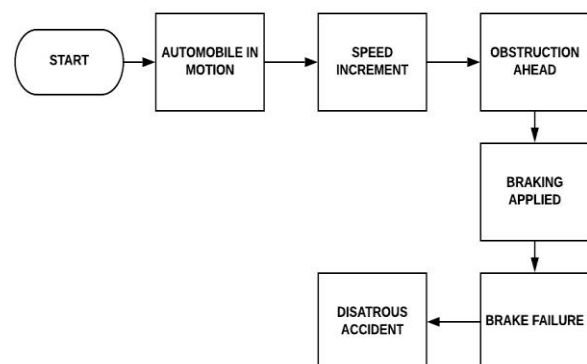 START
AUTOMOBILE IN
MOTION
SPEED
INCREMENT
OBSTRUCTION
AHEAD
BRAKING
APPLIED
BRAKE FAILURE
DISATROUS
ACCIDENT